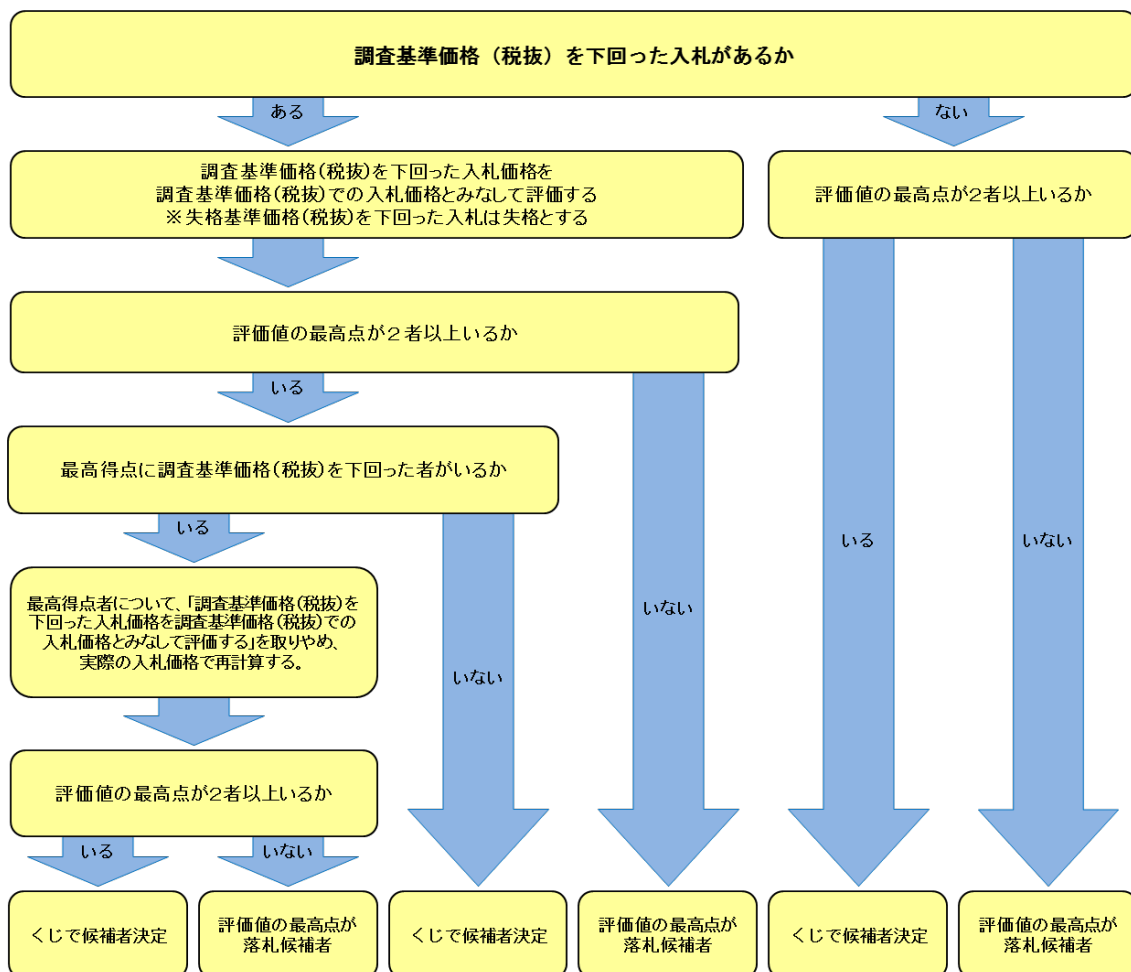 調査基準価格（税抜）を下回った入札があるか
ある
ない
調査基準価格(税抜)を下回った入札価格を
調査基準価格(税抜)での入札価格とみなして評価する
※失格基準価格(税抜)を下回った入札は失格とする
評価値の最高点が2者以上いるか
評価値の最高点が２者以上いるか
いる
最高得点に調査基準価格(税抜)を下回った者がいるか
いる
いる
いない
最高得点者について、「調査基準価格(税抜)を
下回った入札価格を調査基準価格(税抜)での
入札価格とみなして評価する」を取りやめ、
実際の入札価格で再計算する。
いない
いない
評価値の最高点が2者以上いるか
いる
いない
くじで候補者決定
評価値の最高点が
落札候補者
くじで候補者決定
評価値の最高点が
落札候補者
くじで候補者決定
評価値の最高点が
落札候補者